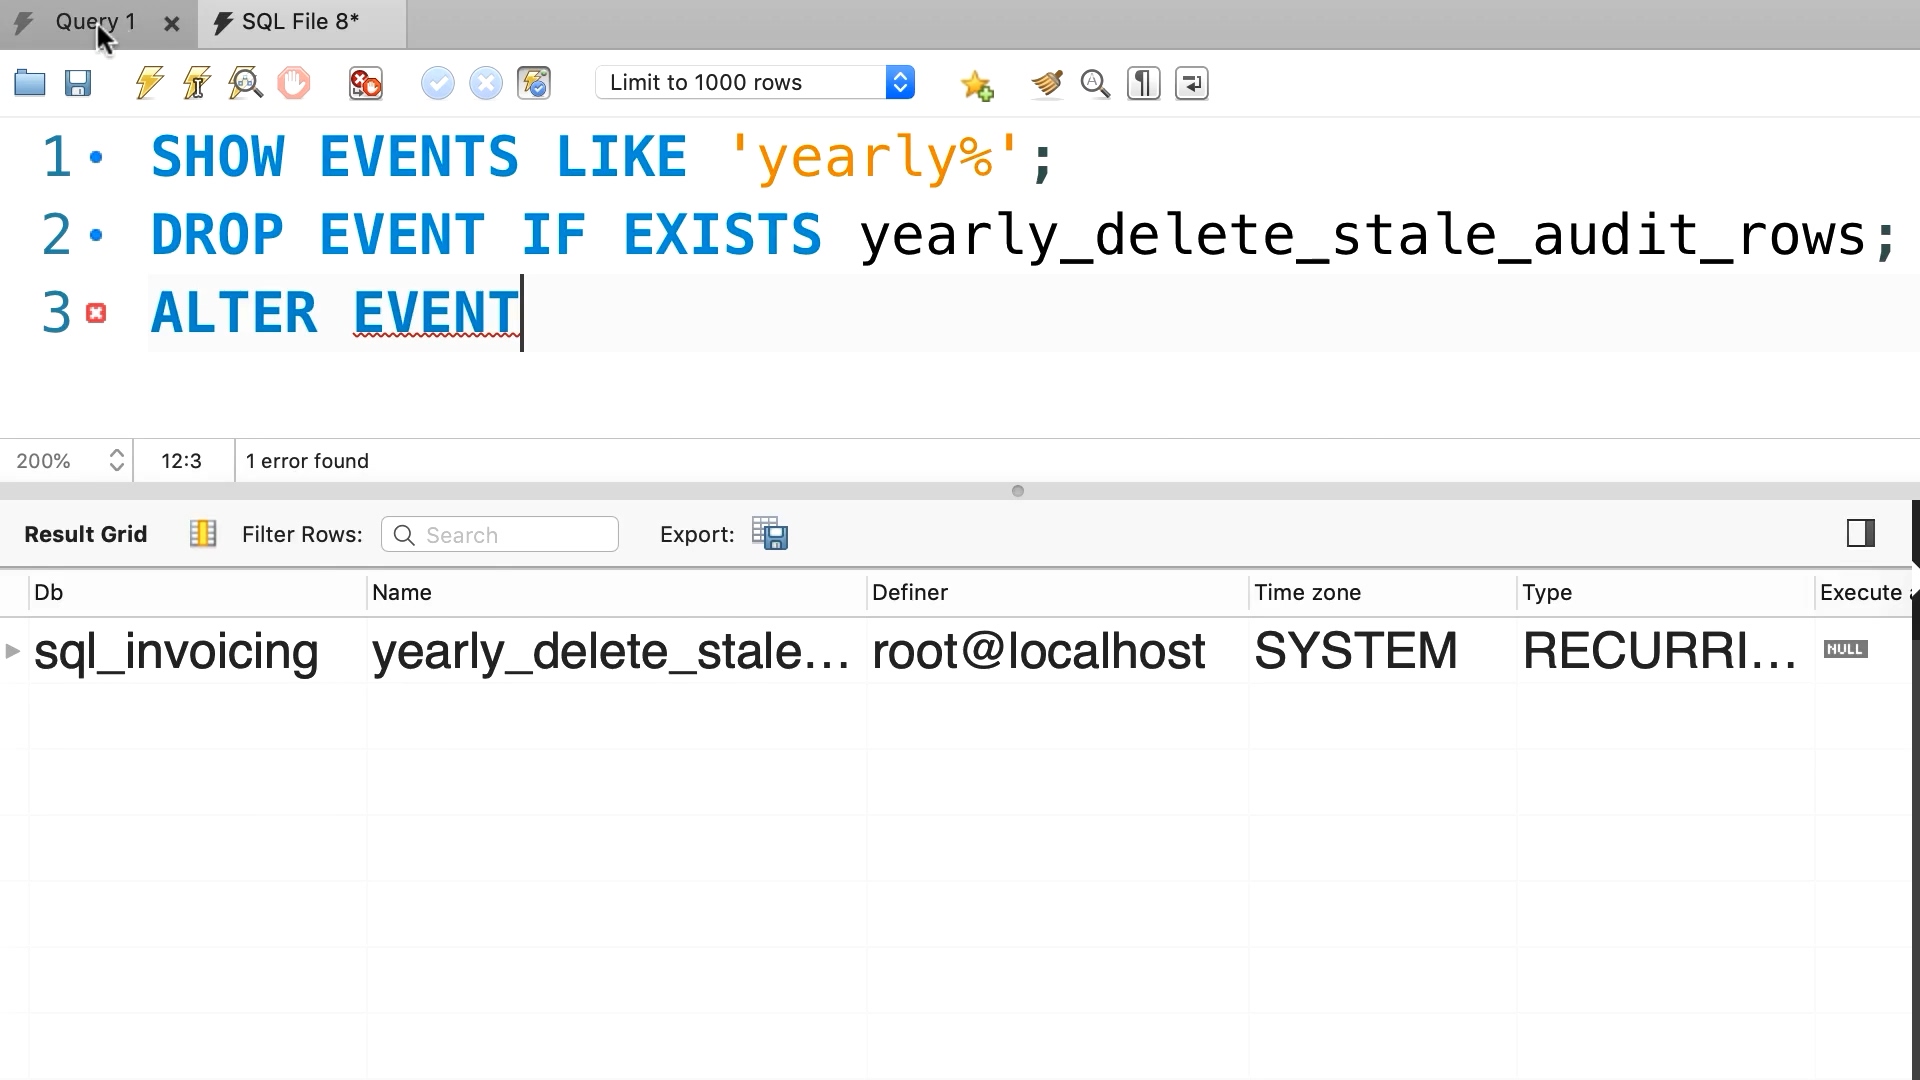 Query 1
SQL File 8*
Limit to 1000 rows
1 SHOW EVENTS LIKE 'yearly%';
2 DROP EVENT IF EXISTS yearly_delete_stale_audit_rows;
3 ALTER EVENT
200% 12:3 1 error found
Result Grid Filter Rows: Search Export:
Db Name Definer Time zone Type Execute
sql_invoicing yearly_delete_stale... root@localhost SYSTEM RECURRI... NULL